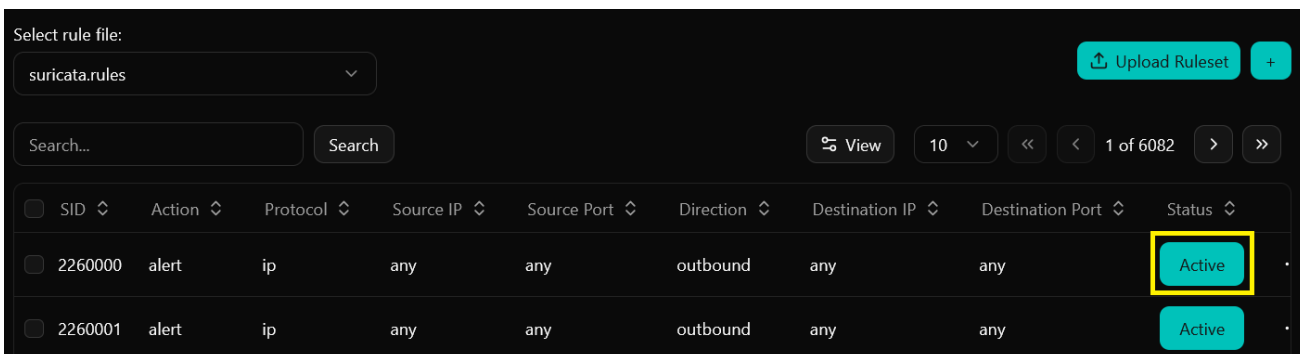 Select rule file:
suricata.rules
Upload Ruleset +
Search... Search View 10 1 of 6082
SID Action Protocol Source IP Source Port Direction Destination IP Destination Port Status
2260000 alert ip any any outbound any any Active
2260001 alert ip any any outbound any any Active